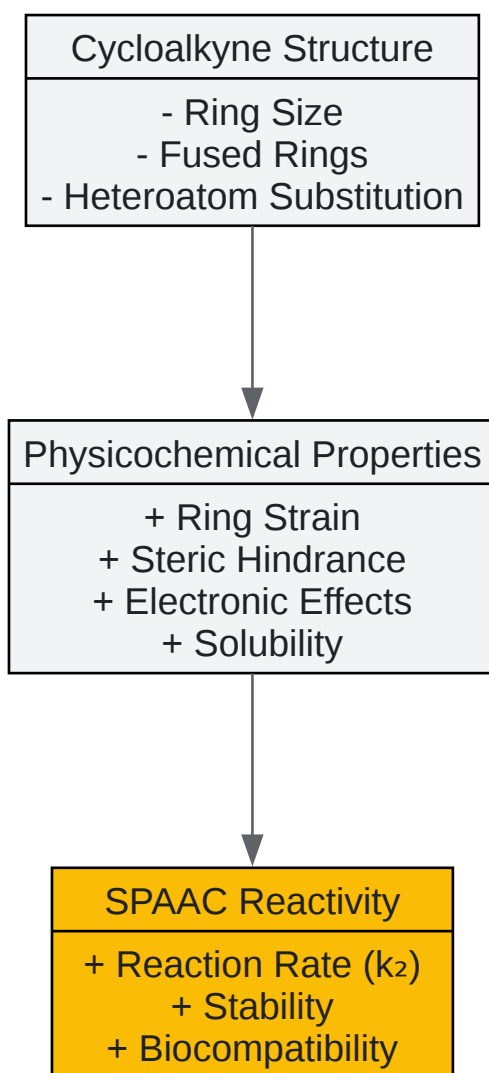 Cycloalkyne Structure
- Ring Size
- Fused Rings
- Heteroatom Substitution
Physicochemical Properties
+ Ring Strain
+ Steric Hindrance
+ Electronic Effects
+ Solubility
SPAAC Reactivity
+ Reaction Rate (k₂)
+ Stability
+ Biocompatibility